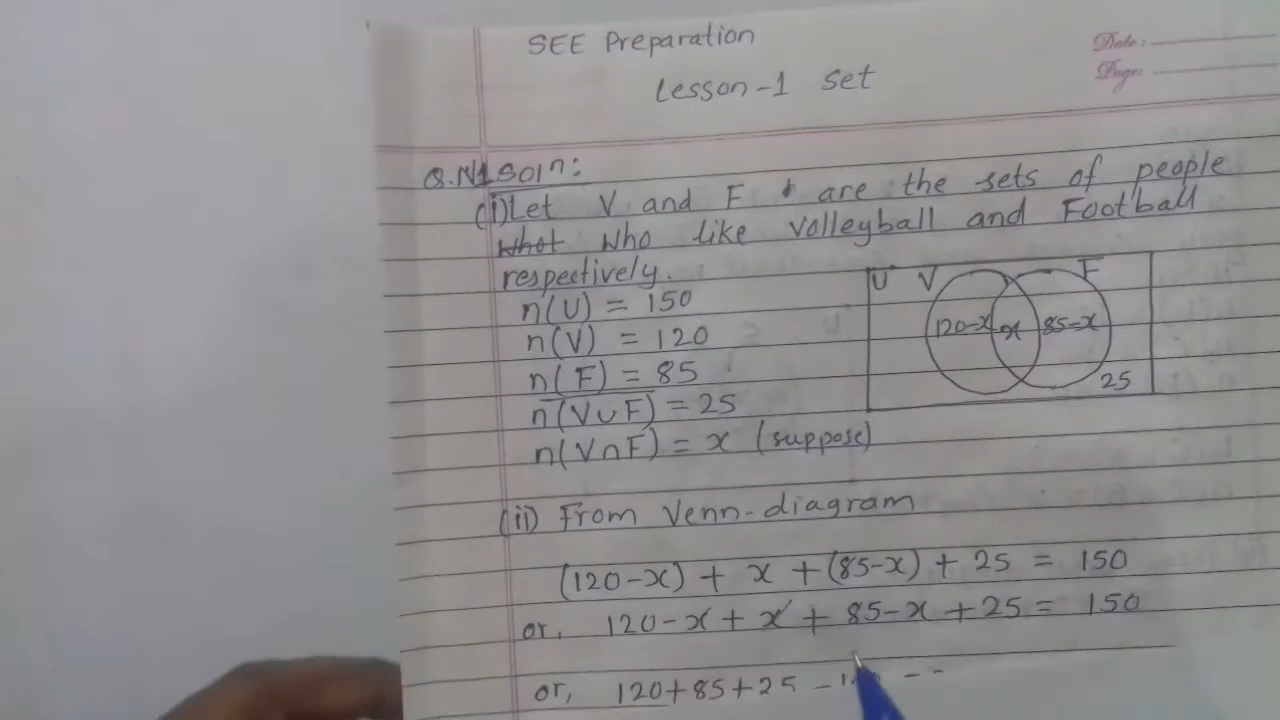 SEE Preparation
Date:
Page:
Lesson-1 Set
Q.N1 Soln:
(i) Let V and F are the sets of people
what who like volleyball and Football
respectively.
n(U) = 150
n(V) = 120
n(F) = 85
n(\overline{V∪F}) = 25
n(V∩F) = x (suppose)
U V F
120-x x 85-x
25
(ii) From Venn-diagram
(120-x) + x + (85-x) + 25 = 150
or, 120-x + x + 85-x + 25 = 150
or, 120+85+25 -